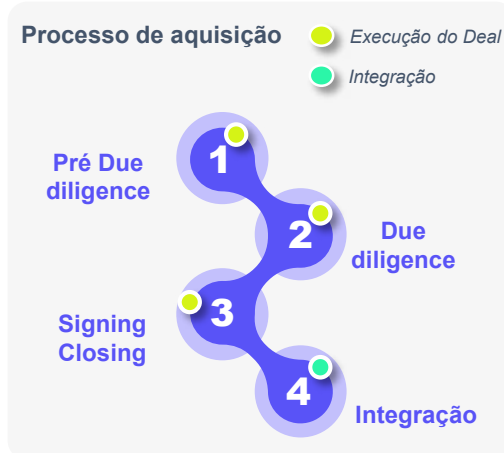 Processo de aquisição
Execução do Deal
Integração
1
Pré Due
diligence
2
Due
diligence
3
Signing
Closing
4
Integração